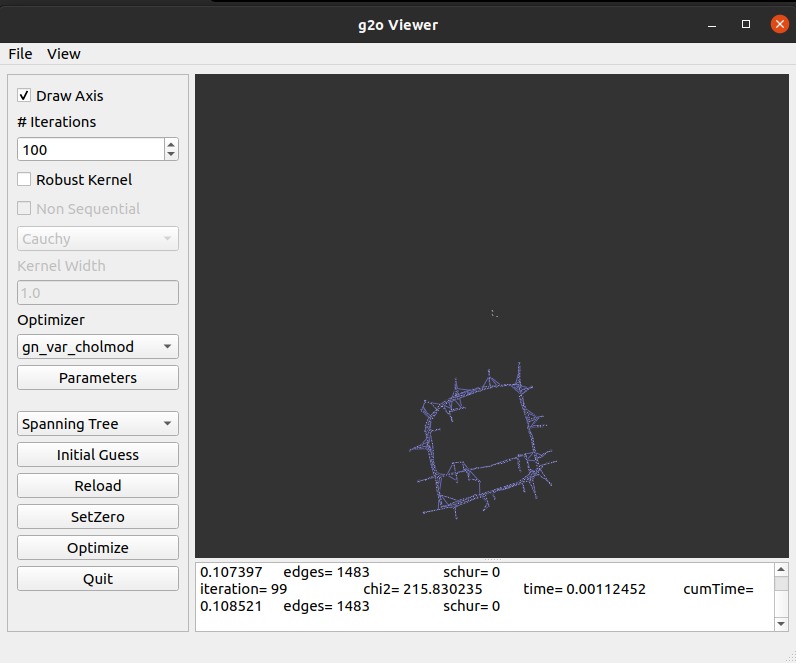 g2o Viewer
File View
Draw Axis
# Iterations
100
Robust Kernel
Non Sequential
Cauchy
Kernel Width
1.0
Optimizer
gn_var_cholmod
Parameters
Spanning Tree
Initial Guess
Reload
SetZero
Optimize
Quit
0.107397 edges= 1483 schur= 0
iteration= 99 chi2= 215.830235 time= 0.00112452 cumTime=
0.108521 edges= 1483 schur= 0